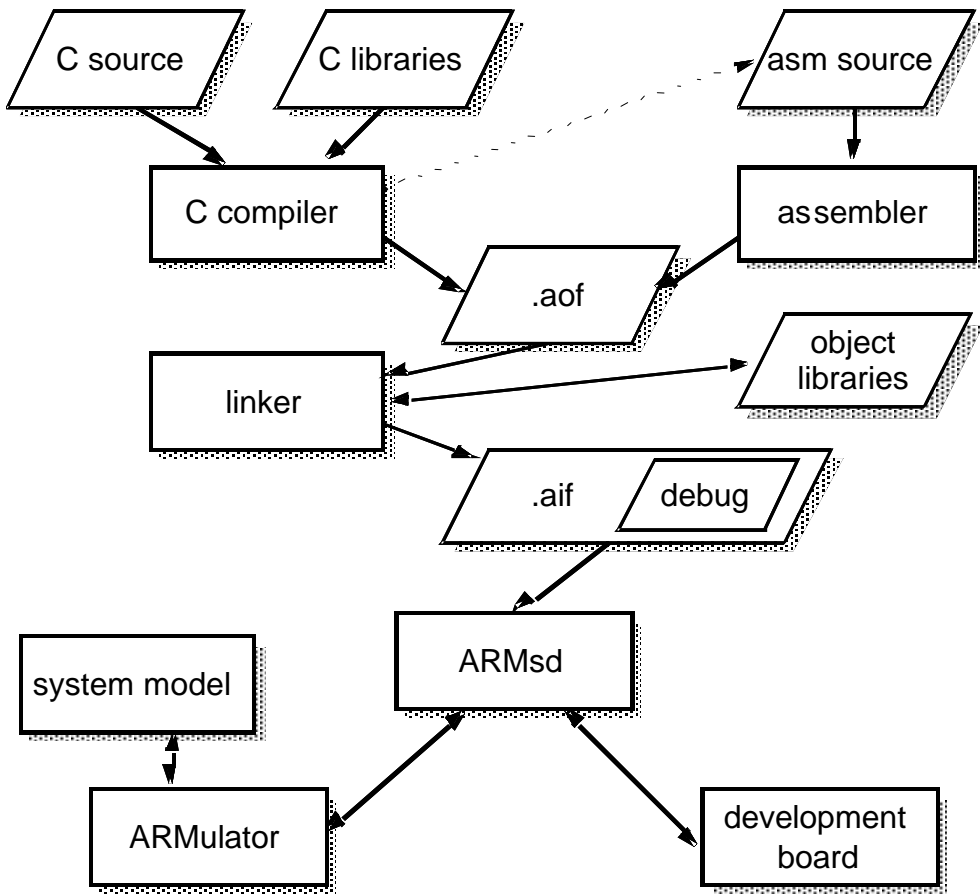 C source
C libraries
asm source
C compiler
assembler
.aof
object
libraries
linker
.aif
debug
ARMsd
system model
ARMulator
development
board